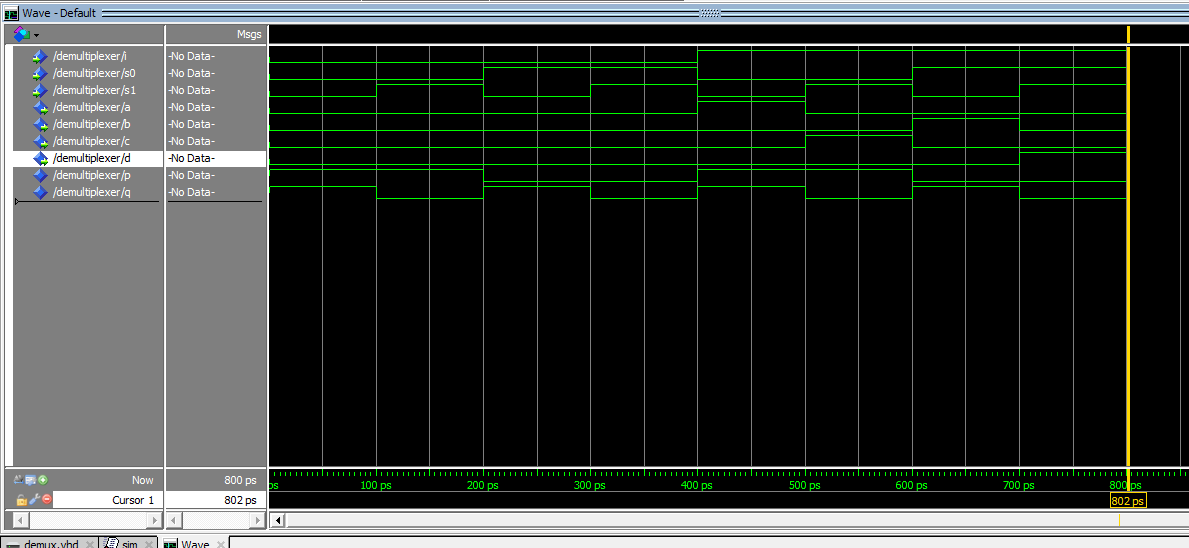 Wave - Default
Msgs
/demultiplexer/i -No Data-
/demultiplexer/s0 -No Data-
/demultiplexer/s1 -No Data-
/demultiplexer/a -No Data-
/demultiplexer/b -No Data-
/demultiplexer/c -No Data-
/demultiplexer/d -No Data-
/demultiplexer/p -No Data-
/demultiplexer/q -No Data-
Now 800 ps ps 100 ps 200 ps 300 ps 400 ps 500 ps 600 ps 700 ps 800 ps
Cursor 1 802 ps 802 ps
demux.vhd sim Wave